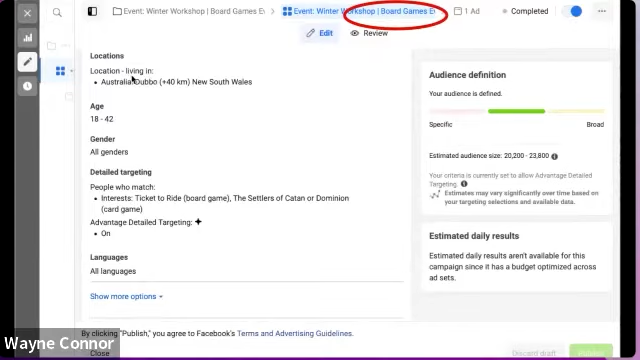 Event: Winter Workshop | Board Games Ev
Event: Winter Workshop | Board Games Ev
1 Ad
Completed
Edit
Review
Locations
Location - living in:
Australia: Dubbo (+40 km) New South Wales
Age
18 - 42
Gender
All genders
Detailed targeting
People who match:
Interests: Ticket to Ride (board game), The Settlers of Catan or Dominion
(card game)
Advantage Detailed Targeting:
On
Languages
All languages
Show more options
By clicking "Publish," you agree to Facebook's Terms and Advertising Guidelines.
Close
Wayne Connor
Audience definition
Your audience is defined.
Specific
Broad
Estimated audience size: 20,200 - 23,800
Your criteria is currently set to allow Advantage Detailed
Targeting.
Estimates may vary significantly over time based on
your targeting selections and available data.
Estimated daily results
Estimated daily results aren't available for this
campaign since it has a budget optimized across
ad sets.
Discard draft
Publish